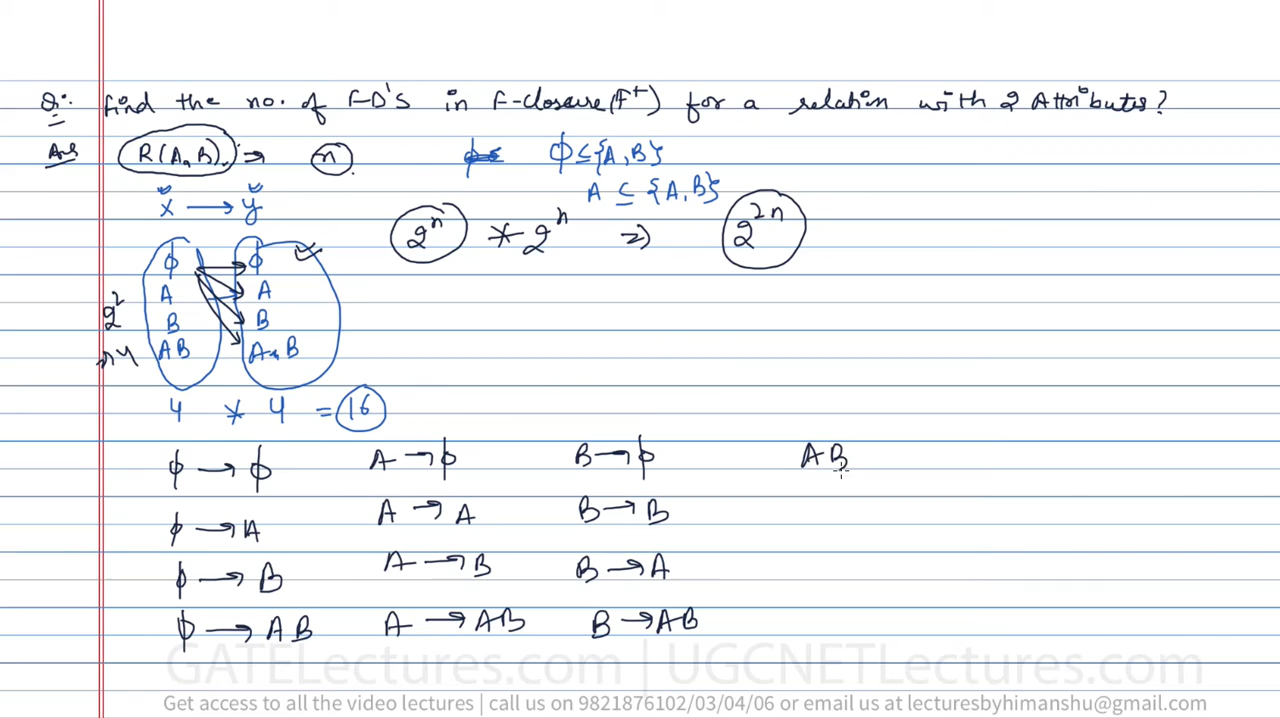 Q:- Find the no. of F-D'S in F-closure(F+) for a relation with 2 Attributes?
Ans R(A,B). ⇒ n. ϕ ⊆ {A,B}
A ⊆ {A,B}
x → y
2^n * 2^n ⇒ 2^2n
ϕ ϕ
A A
2^2 B B
⇒ 4 AB A,B
4 * 4 = 16
ϕ → ϕ A → ϕ B → ϕ AB
ϕ → A A → A B → B
ϕ → B A → B B → A
ϕ → AB A → AB B → AB
GATELectures.com | UGCNETLectures.com
Get access to all the video lectures | call us on 9821876102/03/04/06 or email us at lecturesbyhimanshu@gmail.com